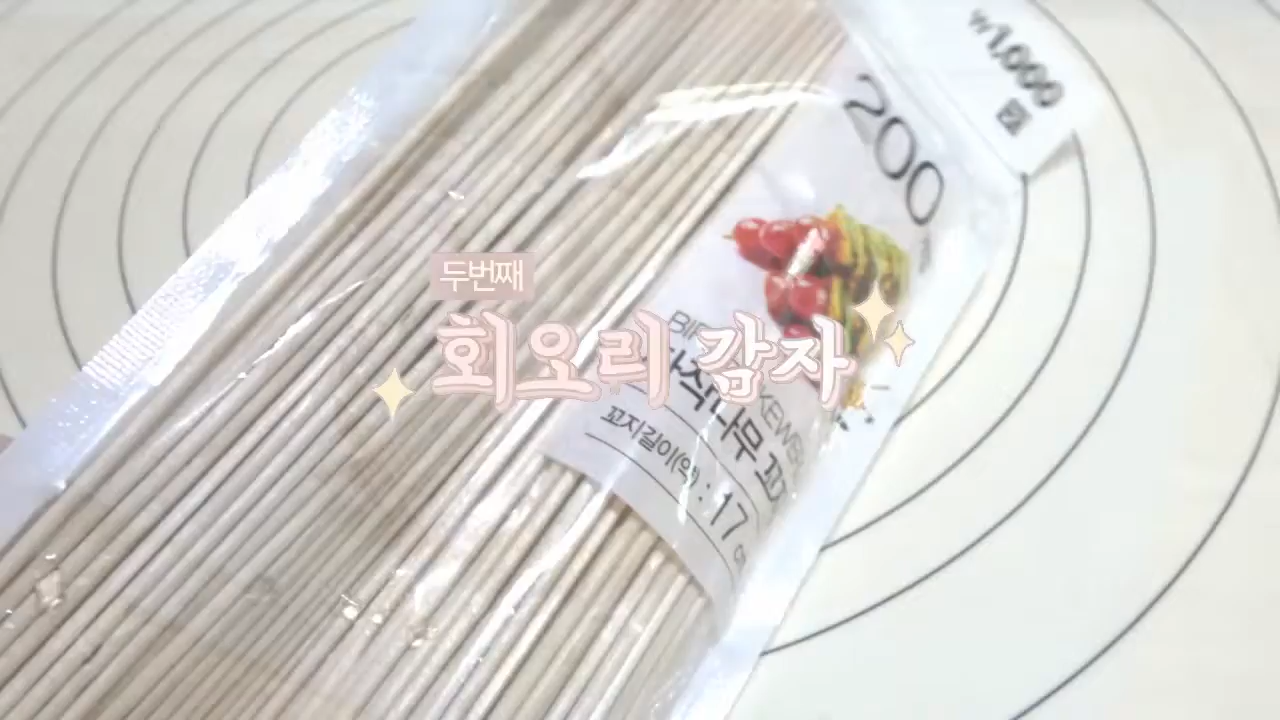 ₩1,000
200
두번째
회오리 감자
꼬지길이(약) : 17